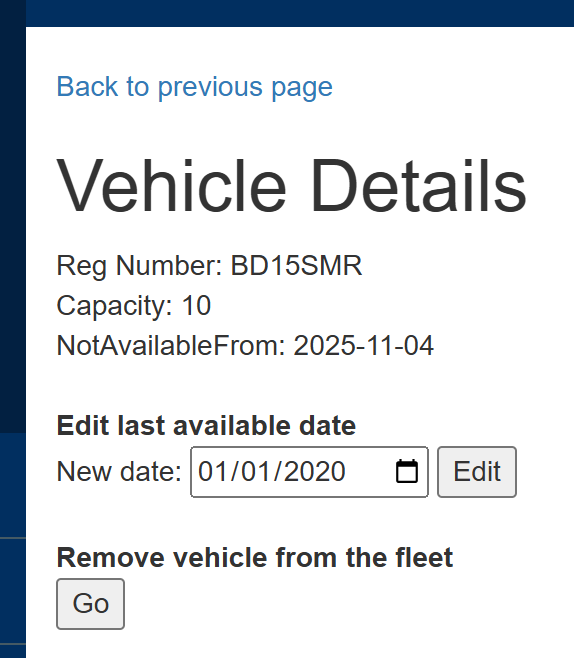 Back to previous page
Vehicle Details
Reg Number: BD15SMR
Capacity: 10
NotAvailableFrom: 2025-11-04
Edit last available date
New date: 01/01/2020 Edit
Remove vehicle from the fleet
Go